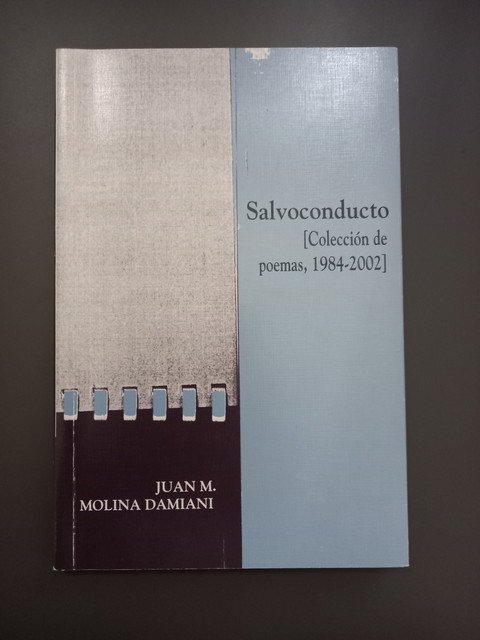 Salvoconducto
[Colección de
poemas, 1984-2002]
JUAN M.
MOLINA DAMIANI